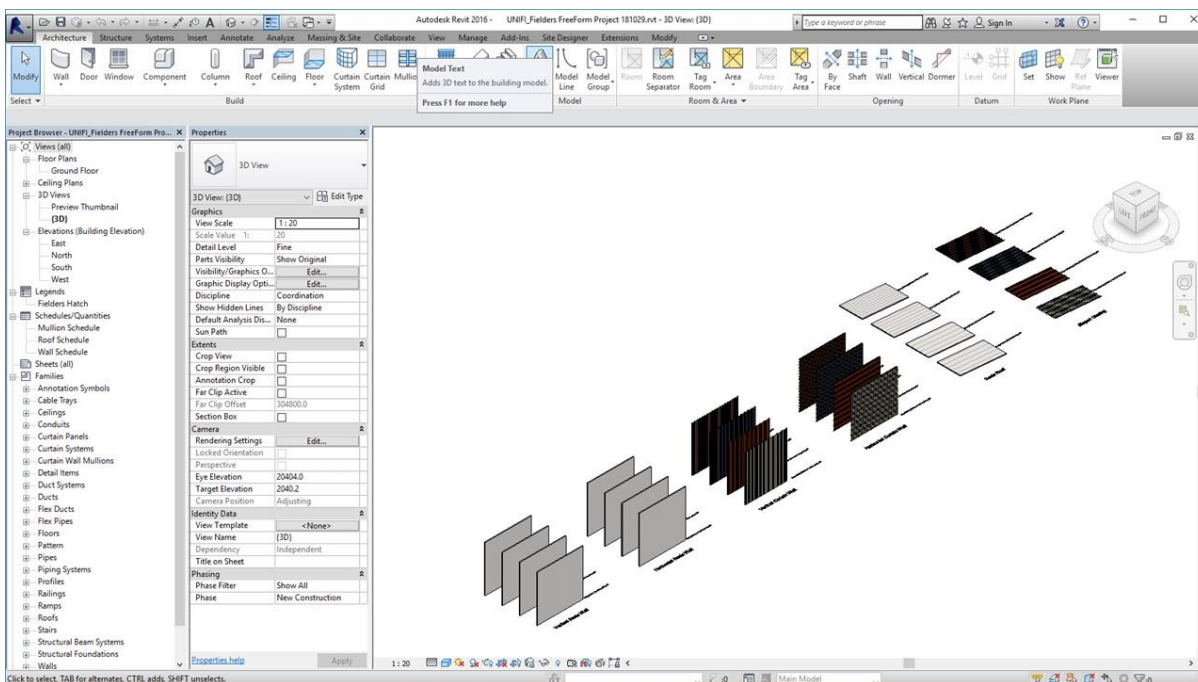 Autodesk Revit 2016 - UNIFI_Fielders FreeForm Project 181029.rvt - 3D View: {3D}
Type a keyword or phrase
Sign In
Architecture Structure Systems Insert Annotate Analyze Massing & Site Collaborate View Manage Add-Ins Site Designer Extensions Modify
Modify Wall Door Window Component Column Roof Ceiling Floor Curtain System Curtain Grid Mullio
Model Text
Adds 3D text to the building model.
Press F1 for more help
Model Line Model Group Room Room Separator Tag Room Area Area Boundary Tag Area By Face Shaft Wall Vertical Dormer Level Grid Set Show Ref Plane Viewer
Select Build Model Room & Area Opening Datum Work Plane
Project Browser - UNIFI_Fielders FreeForm Pro...
Views (all)
Floor Plans
Ground Floor
Ceiling Plans
3D Views
Preview Thumbnail
{3D}
Elevations (Building Elevation)
East
North
South
West
Legends
Fielders Hatch
Schedules/Quantities
Mullion Schedule
Roof Schedule
Wall Schedule
Sheets (all)
Families
Annotation Symbols
Cable Trays
Ceilings
Conduits
Curtain Panels
Curtain Systems
Curtain Wall Mullions
Detail Items
Duct Systems
Ducts
Flex Ducts
Flex Pipes
Floors
Pattern
Pipes
Piping Systems
Profiles
Railings
Ramps
Roofs
Stairs
Structural Beam Systems
Structural Foundations
Walls
Properties
3D View
3D View: {3D} Edit Type
Graphics
View Scale 1 : 20
Scale Value 1: 20
Detail Level Fine
Parts Visibility Show Original
Visibility/Graphics O... Edit...
Graphic Display Opti... Edit...
Discipline Coordination
Show Hidden Lines By Discipline
Default Analysis Dis... None
Sun Path
Extents
Crop View
Crop Region Visible
Annotation Crop
Far Clip Active
Far Clip Offset 304800.0
Section Box
Camera
Rendering Settings Edit...
Locked Orientation
Perspective
Eye Elevation 20404.0
Target Elevation 2040.2
Camera Position Adjusting
Identity Data
View Template <None>
View Name {3D}
Dependency Independent
Title on Sheet
Phasing
Phase Filter Show All
Phase New Construction
Properties help Apply
TOP
LEFT FRONT
1 : 20
Click to select, TAB for alternates, CTRL adds, SHIFT unselects.
:0 Main Model